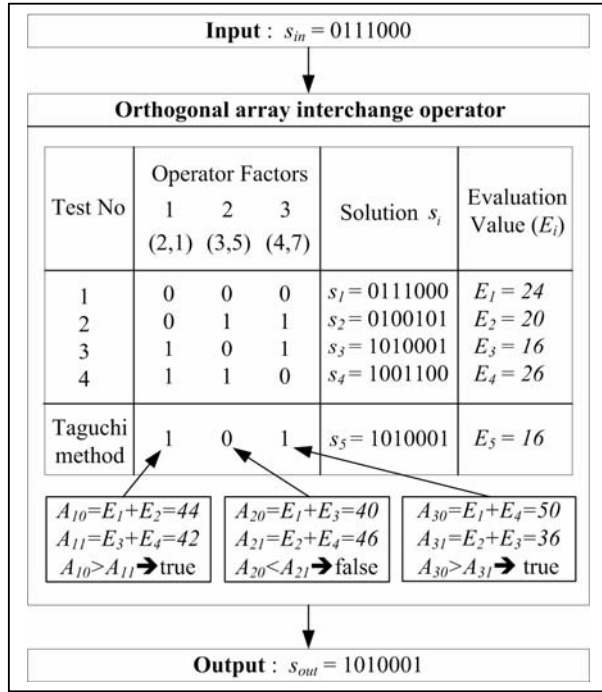 Input : s_in = 0111000
Orthogonal array interchange operator
Test No Operator Factors Solution s_i Evaluation Value (E_i)
1 2 3
(2,1) (3,5) (4,7)
1 0 0 0 s_1 = 0111000 E_1 = 24
2 0 1 1 s_2 = 0100101 E_2 = 20
3 1 0 1 s_3 = 1010001 E_3 = 16
4 1 1 0 s_4 = 1001100 E_4 = 26
Taguchi method 1 0 1 s_5 = 1010001 E_5 = 16
A_10=E_1+E_2=44
A_11=E_3+E_4=42
A_10>A_11➔true
A_20=E_1+E_3=40
A_21=E_2+E_4=46
A_20<A_21➔false
A_30=E_1+E_4=50
A_31=E_2+E_3=36
A_30>A_31➔ true
Output : s_out = 1010001